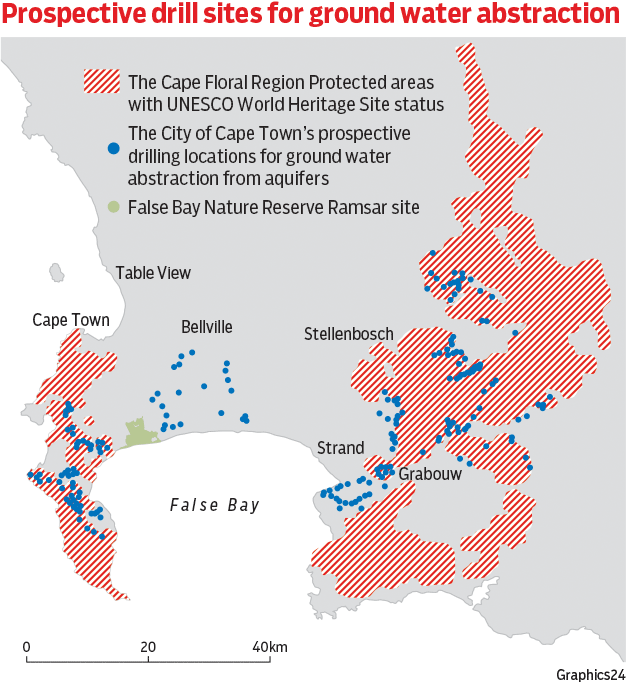 Prospective drill sites for ground water abstraction
The Cape Floral Region Protected areas
with UNESCO World Heritage Site status
The City of Cape Town's prospective
drilling locations for ground water
abstraction from aquifers
False Bay Nature Reserve Ramsar site
Table View
Cape Town
Bellville
Stellenbosch
Strand
Grabouw
False Bay
0 20 40km
Graphics24